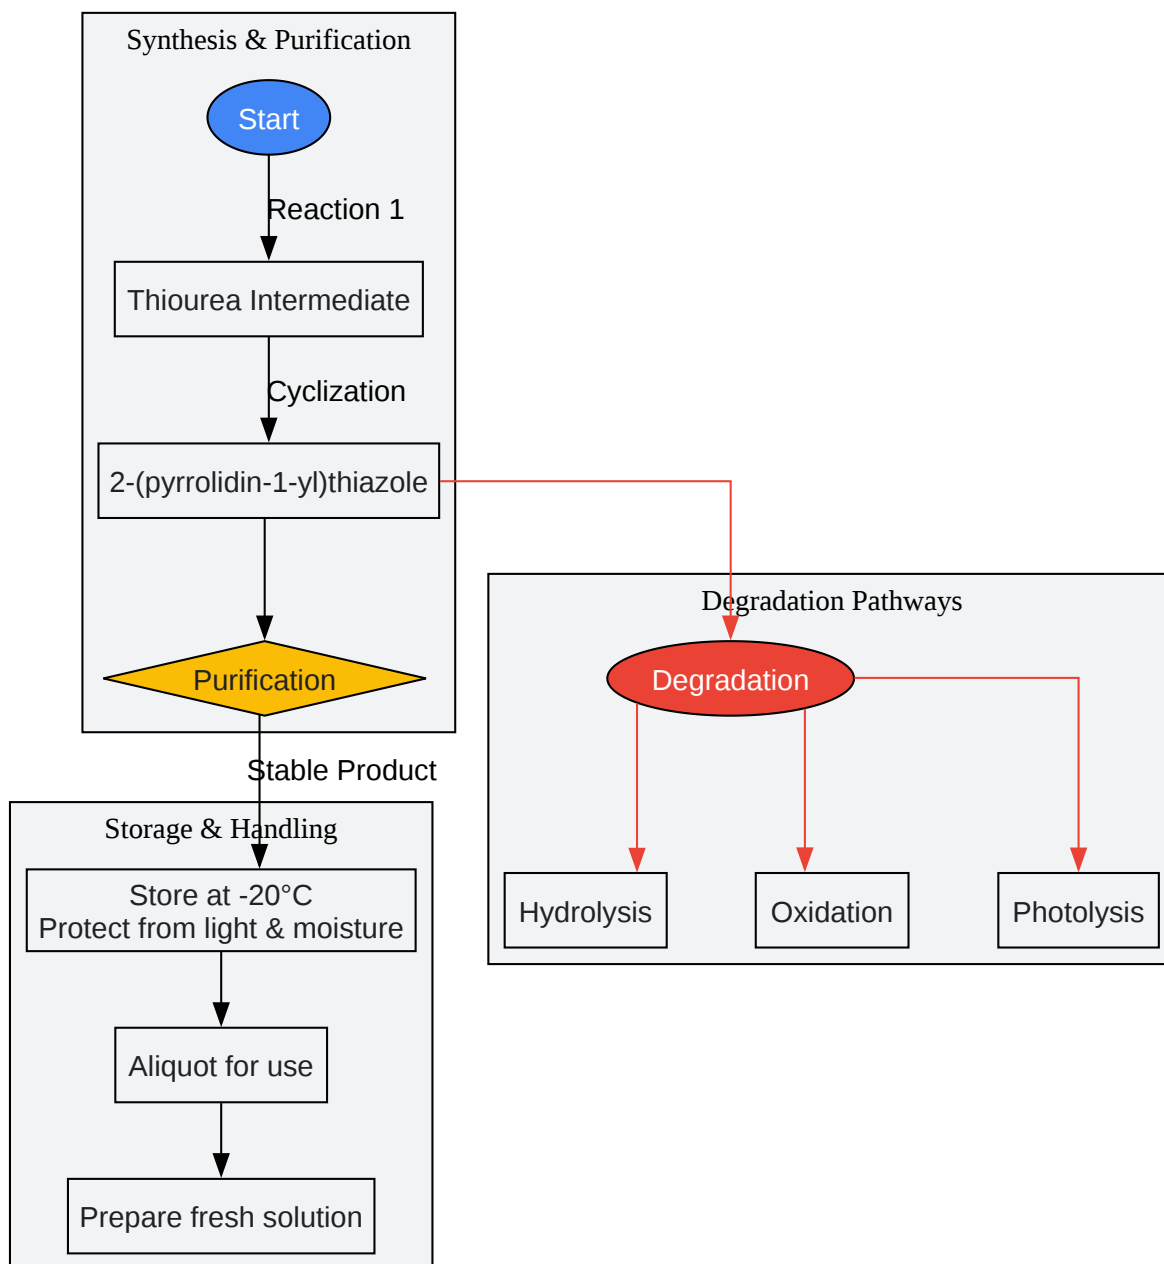 Synthesis & Purification
Start
Reaction 1
Thiourea Intermediate
Cyclization
2-(pyrrolidin-1-yl)thiazole
Purification
Stable Product
Degradation Pathways
Degradation
Hydrolysis
Oxidation
Photolysis
Storage & Handling
Store at -20°C
Protect from light & moisture
Aliquot for use
Prepare fresh solution